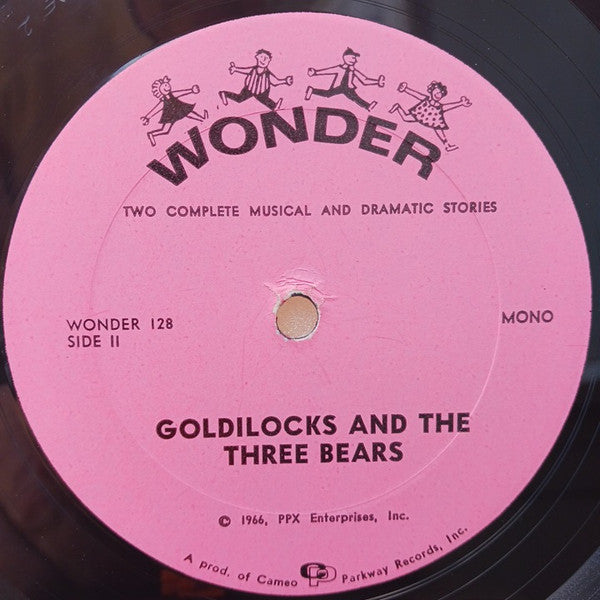 WONDER
TWO COMPLETE MUSICAL AND DRAMATIC STORIES
WONDER 128
SIDE II
MONO
GOLDILOCKS AND THE
THREE BEARS
© 1966, PPX Enterprises, Inc.
A prod. of Cameo CP Parkway Records, Inc.